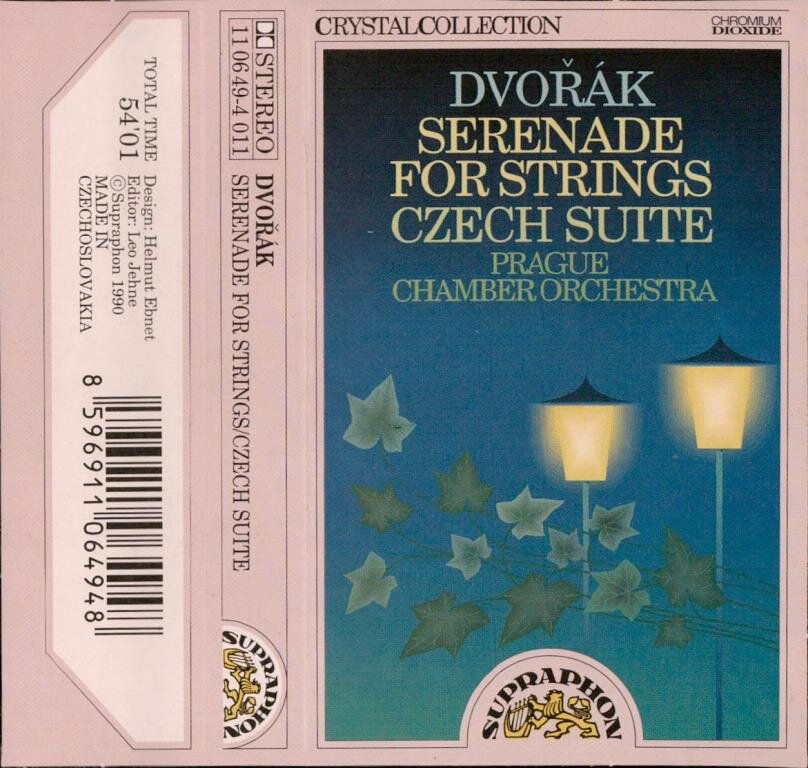 TOTAL TIME
54'01
Design: Helmut Ebnet
Editor: Leo Jehne
©Supraphon 1990
MADE IN
CZECHOSLOVAKIA
8 596911 064948
STEREO
11 0649-4 011
DVOŘÁK
SERENADE FOR STRINGS/CZECH SUITE
SUPRAPHON
CRYSTALCOLLECTION
CHROMIUM
DIOXIDE
DVOŘÁK
SERENADE
FOR STRINGS
CZECH SUITE
PRAGUE
CHAMBER ORCHESTRA
SUPRAPHON